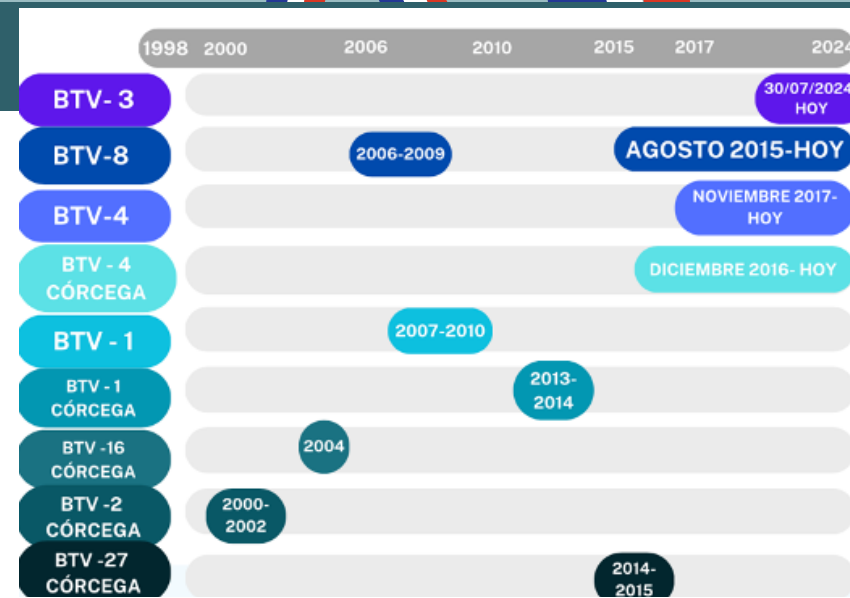 1998 2000 2006 2010 2015 2017 2024
BTV- 3
30/07/2024
HOY
BTV-8
2006-2009
AGOSTO 2015-HOY
BTV-4
NOVIEMBRE 2017-
HOY
BTV - 4
CÓRCEGA
DICIEMBRE 2016- HOY
BTV - 1
2007-2010
BTV - 1
CÓRCEGA
2013-
2014
BTV -16
CÓRCEGA
2004
BTV -2
CÓRCEGA
2000-
2002
BTV -27
CÓRCEGA
2014-
2015